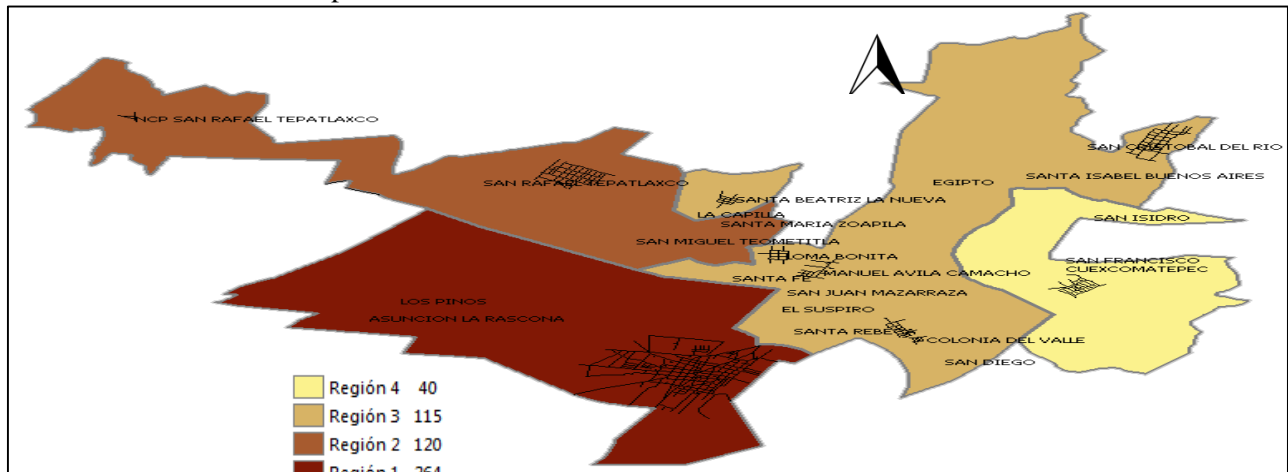 NCP SAN RAFAEL TEPATLAXCO
SAN CRISTOBAL DEL RIO
SANTA ISABEL BUENOS AIRES
EGIPTO
SAN RAFAEL TEPATLAXCO
SANTA BEATRIZ LA NUEVA
LA CAPILLA
SANTA MARIA ZOAPILA
SAN ISIDRO
SAN MIGUEL TEOMETITLA
LOMA BONITA
SAN FRANCISCO
CUEXCOMATEPEC
SANTA FE
MANUEL AVILA CAMACHO
SAN JUAN MAZARRAZA
LOS PINOS
EL SUSPIRO
ASUNCION LA RASCONA
SANTA REBECA
COLONIA DEL VALLE
SAN DIEGO
Región 4 40
Región 3 115
Región 2 120
Región 1 264